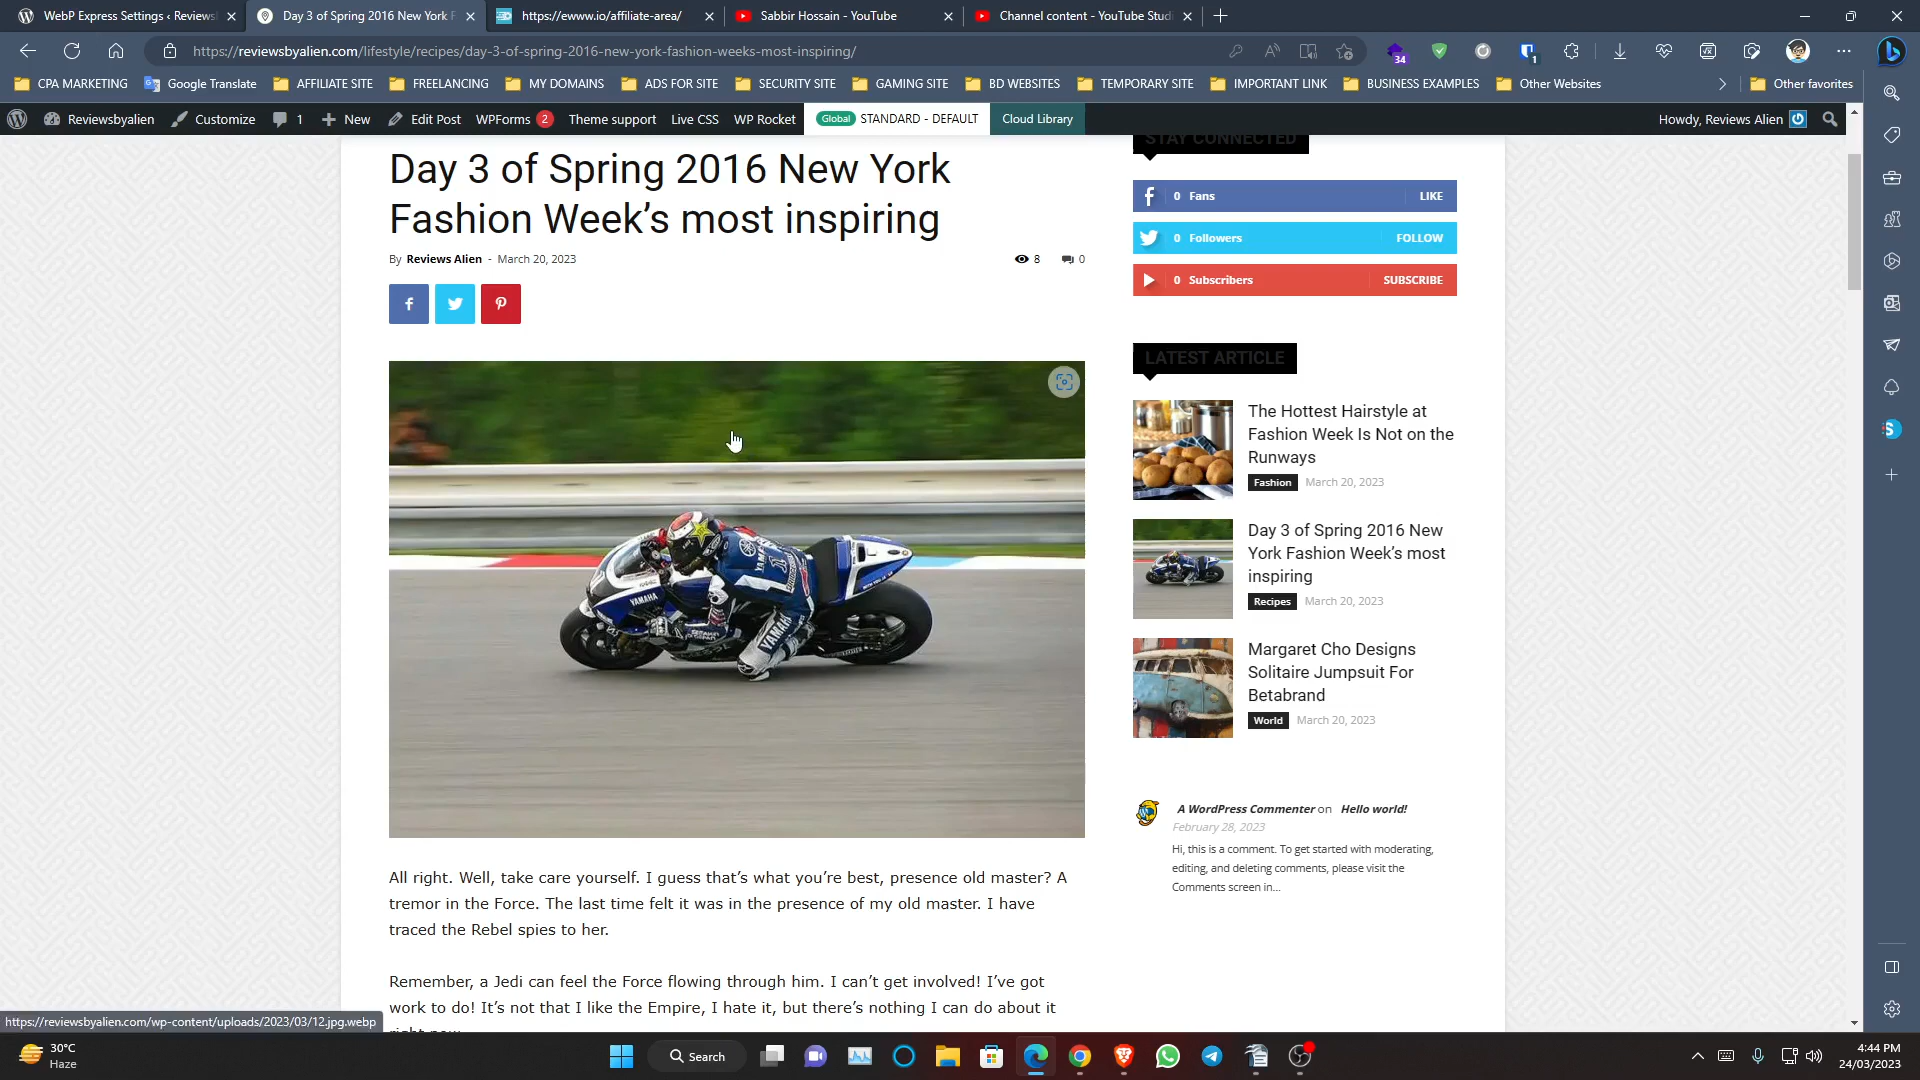 WebP Express Settings ‹ Reviews
Day 3 of Spring 2016 New York F
https://ewww.io/affiliate-area/
Sabbir Hossain - YouTube
Channel content - YouTube Studi
https://reviewsbyalien.com/lifestyle/recipes/day-3-of-spring-2016-new-york-fashion-weeks-most-inspiring/
34
1
CPA MARKETING
Google Translate
AFFILIATE SITE
FREELANCING
MY DOMAINS
ADS FOR SITE
SECURITY SITE
GAMING SITE
BD WEBSITES
TEMPORARY SITE
IMPORTANT LINK
BUSINESS EXAMPLES
Other Websites
Other favorites
Reviewsbyalien
Customize
1
New
Edit Post
WPForms 2
Theme support
Live CSS
WP Rocket
Global STANDARD - DEFAULT
Cloud Library
Howdy, Reviews Alien
Day 3 of Spring 2016 New York
Fashion Week’s most inspiring
By Reviews Alien - March 20, 2023
8
0
YAMAHA
YAMAHA
All right. Well, take care yourself. I guess that’s what you’re best, presence old master? A
tremor in the Force. The last time felt it was in the presence of my old master. I have
traced the Rebel spies to her.
Remember, a Jedi can feel the Force flowing through him. I can’t get involved! I’ve got
work to do! It’s not that I like the Empire, I hate it, but there’s nothing I can do about it
right now
STAY CONNECTED
0 Fans LIKE
0 Followers FOLLOW
0 Subscribers SUBSCRIBE
LATEST ARTICLE
The Hottest Hairstyle at
Fashion Week Is Not on the
Runways
Fashion March 20, 2023
Day 3 of Spring 2016 New
York Fashion Week’s most
inspiring
Recipes March 20, 2023
Margaret Cho Designs
Solitaire Jumpsuit For
Betabrand
World March 20, 2023
A WordPress Commenter on Hello world!
February 28, 2023
Hi, this is a comment. To get started with moderating,
editing, and deleting comments, please visit the
Comments screen in...
https://reviewsbyalien.com/wp-content/uploads/2023/03/12.jpg.webp
30°C
Haze
Search
4:44 PM
24/03/2023